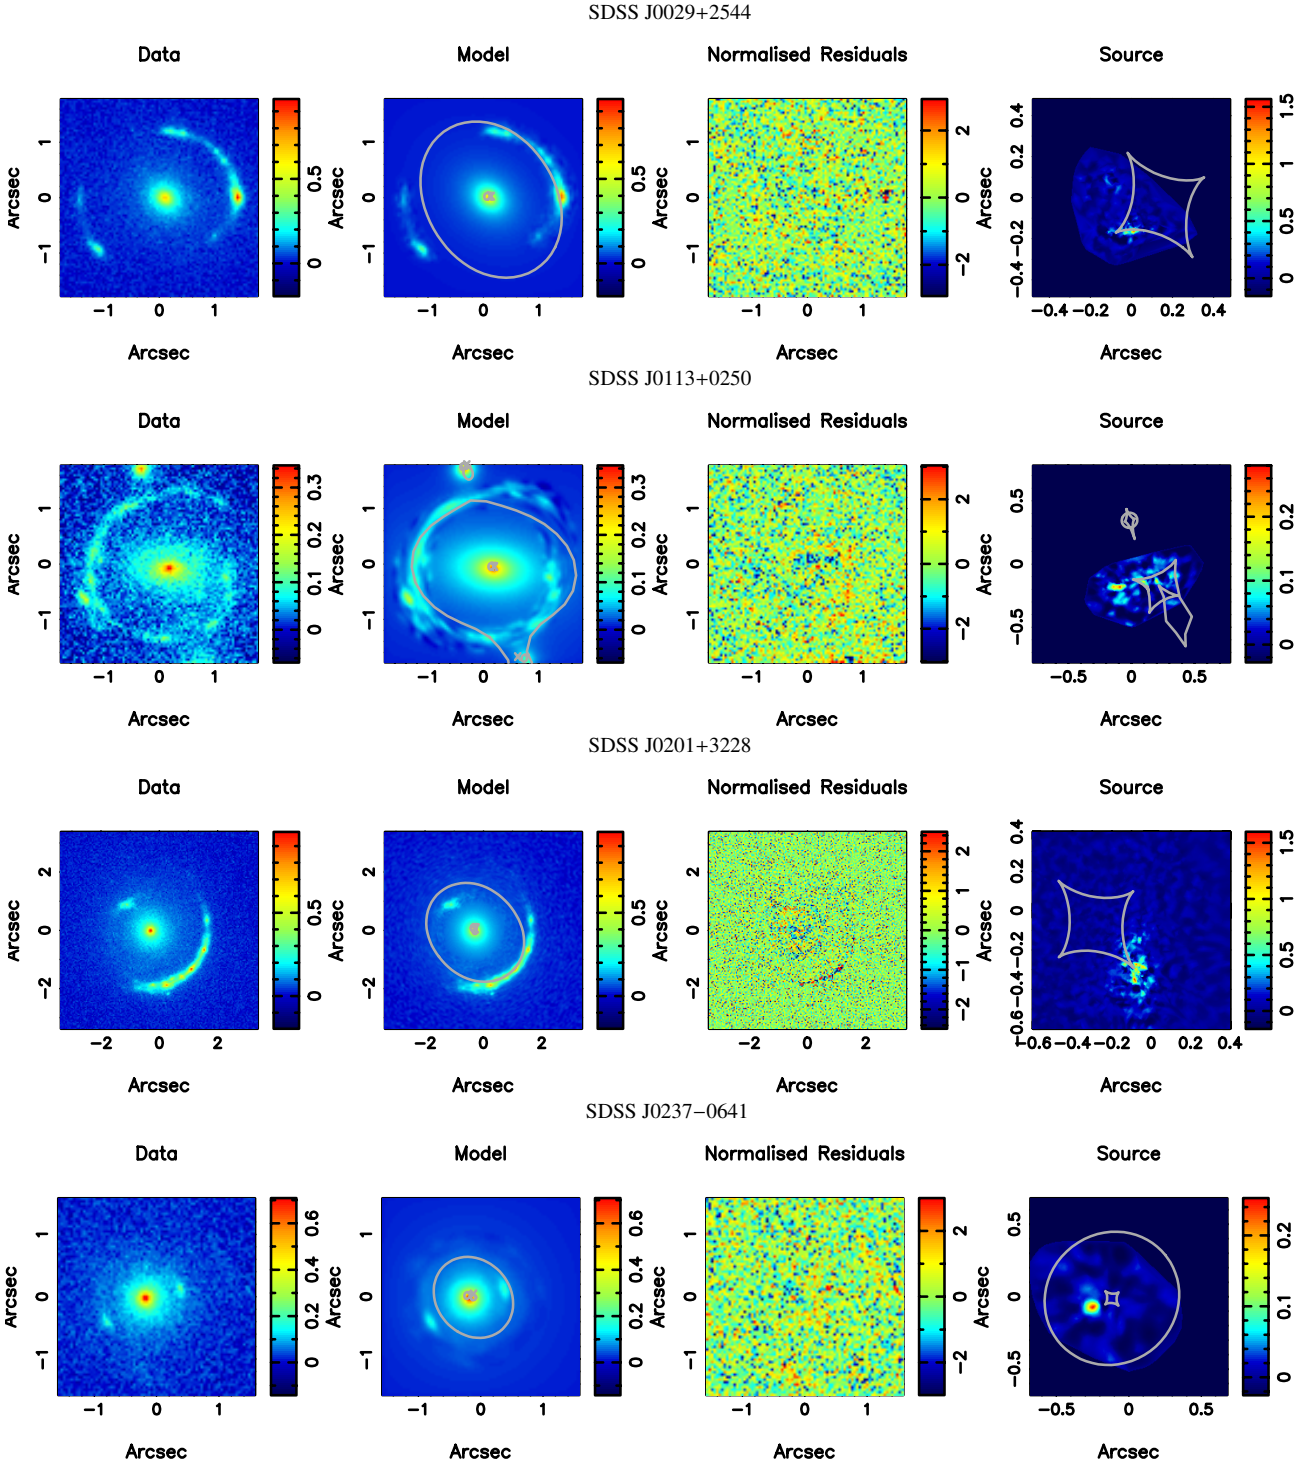 SDSS J0029+2544
Data Model Normalised Residuals Source
Arcsec 1 0 −1 0.5 0 Arcsec 1 0 −1 0.5 0 Arcsec 1 0 −1 2 0 −2 Arcsec 0.4 0.2 0 −0.2 −0.4 1.5 1 0.5 0
−1 0 1 −1 0 1 −1 0 1 −0.4 −0.2 0 0.2 0.4
Arcsec Arcsec Arcsec Arcsec
SDSS J0113+0250
Data Model Normalised Residuals Source
Arcsec 1 0 −1 0.3 0.2 0.1 0 Arcsec 1 0 −1 0.3 0.2 0.1 0 Arcsec 1 0 −1 2 0 −2 Arcsec 0.5 0 −0.5 0.2 0.1 0
−1 0 1 −1 0 1 −1 0 1 −0.5 0 0.5
Arcsec Arcsec Arcsec Arcsec
SDSS J0201+3228
Data Model Normalised Residuals Source
Arcsec 2 0 −2 0.5 0 Arcsec 2 0 −2 0.5 0 Arcsec 2 0 −2 2 1 0 −1 −2 Arcsec 0.4 0.2 0 −0.2 −0.4 −0.6 1.5 1 0.5 0
−2 0 2 −2 0 2 −2 0 2 −0.6 −0.4 −0.2 0 0.2 0.4
Arcsec Arcsec Arcsec Arcsec
SDSS J0237−0641
Data Model Normalised Residuals Source
Arcsec 1 0 −1 0.6 0.4 0.2 0 Arcsec 1 0 −1 0.6 0.4 0.2 0 Arcsec 1 0 −1 2 0 −2 Arcsec 0.5 0 −0.5 0.2 0.1 0
−1 0 1 −1 0 1 −1 0 1 −0.5 0 0.5
Arcsec Arcsec Arcsec Arcsec